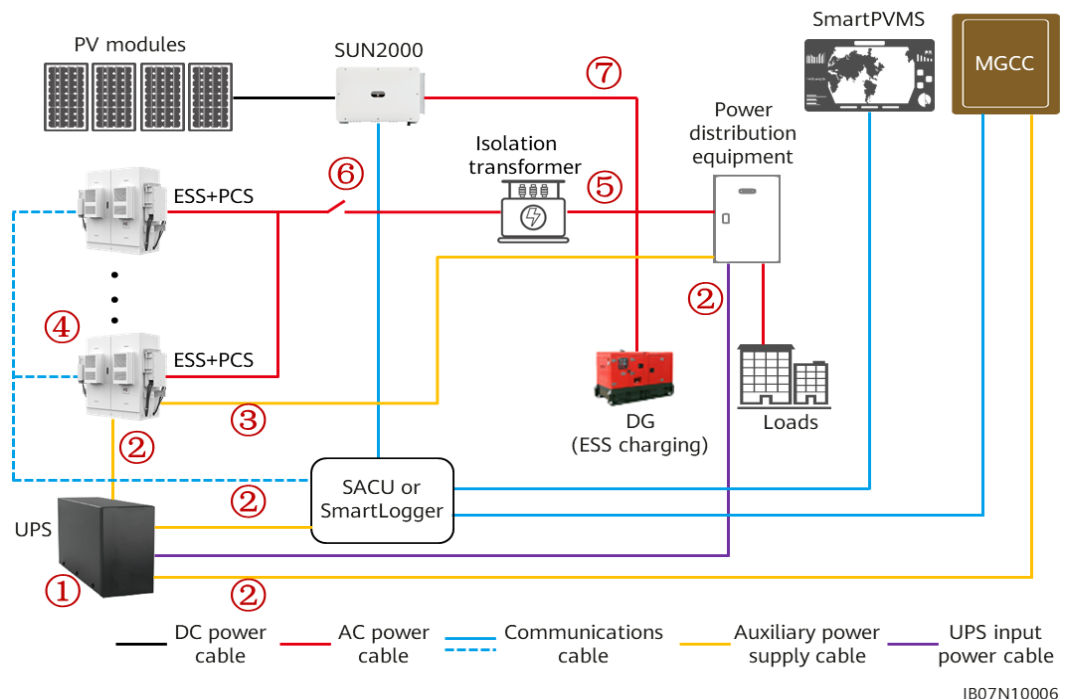 SmartPVMS
PV modules
SUN2000
MGCC
⑦
Power
distribution
equipment
Isolation
transformer
⑥
⑤
ESS+PCS
②
④
ESS+PCS
③
DG
(ESS charging)
Loads
②
②
SACU or
SmartLogger
UPS
①
②
DC power
cable
AC power
cable
Communications
cable
Auxiliary power
supply cable
UPS input
power cable
IB07N10006